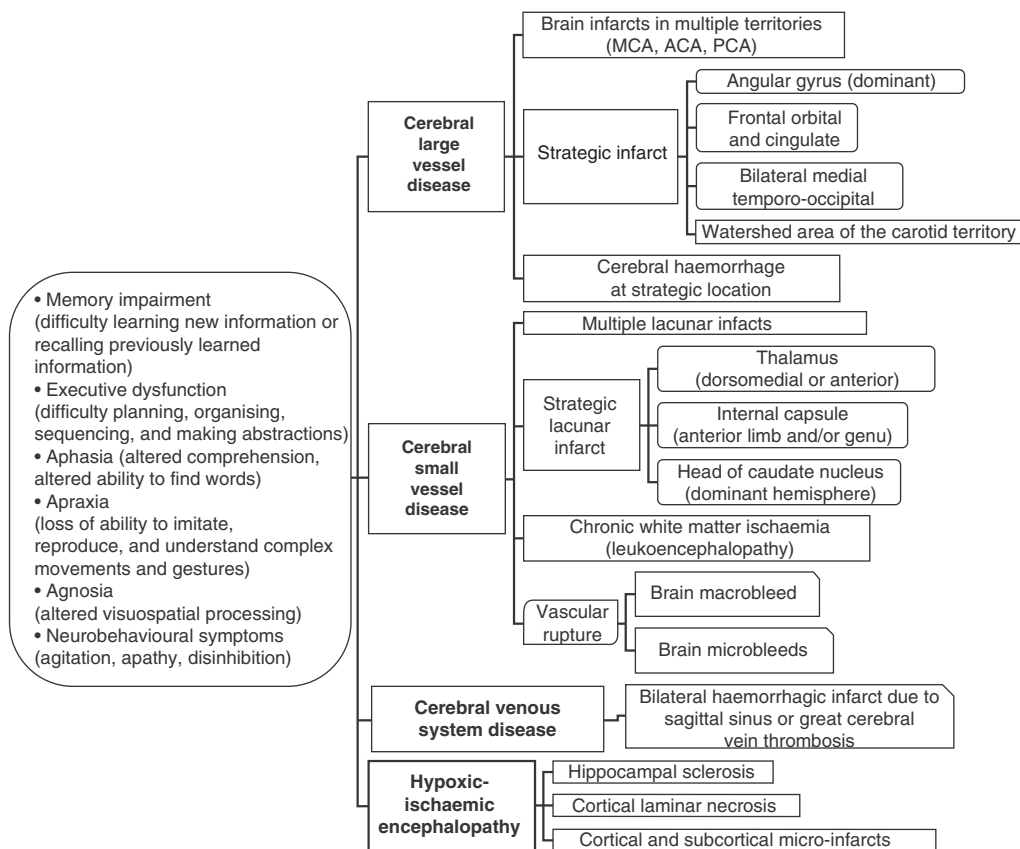 • Memory impairment
(difficulty learning new information or
recalling previously learned
information)
• Executive dysfunction
(difficulty planning, organising,
sequencing, and making abstractions)
• Aphasia (altered comprehension,
altered ability to find words)
• Apraxia
(loss of ability to imitate,
reproduce, and understand complex
movements and gestures)
• Agnosia
(altered visuospatial processing)
• Neurobehavioural symptoms
(agitation, apathy, disinhibition)
Cerebral
large
vessel
disease
Brain infarcts in multiple territories
(MCA, ACA, PCA)
Strategic infarct
Angular gyrus (dominant)
Frontal orbital
and cingulate
Bilateral medial
temporo-occipital
Watershed area of the carotid territory
Cerebral haemorrhage
at strategic location
Cerebral
small
vessel
disease
Multiple lacunar infacts
Strategic
lacunar
infarct
Thalamus
(dorsomedial or anterior)
Internal capsule
(anterior limb and/or genu)
Head of caudate nucleus
(dominant hemisphere)
Chronic white matter ischaemia
(leukoencephalopathy)
Vascular
rupture
Brain macrobleed
Brain microbleeds
Cerebral venous
system disease
Bilateral haemorrhagic infarct due to
sagittal sinus or great cerebral
vein thrombosis
Hypoxic-
ischaemic
encephalopathy
Hippocampal sclerosis
Cortical laminar necrosis
Cortical and subcortical micro-infarcts